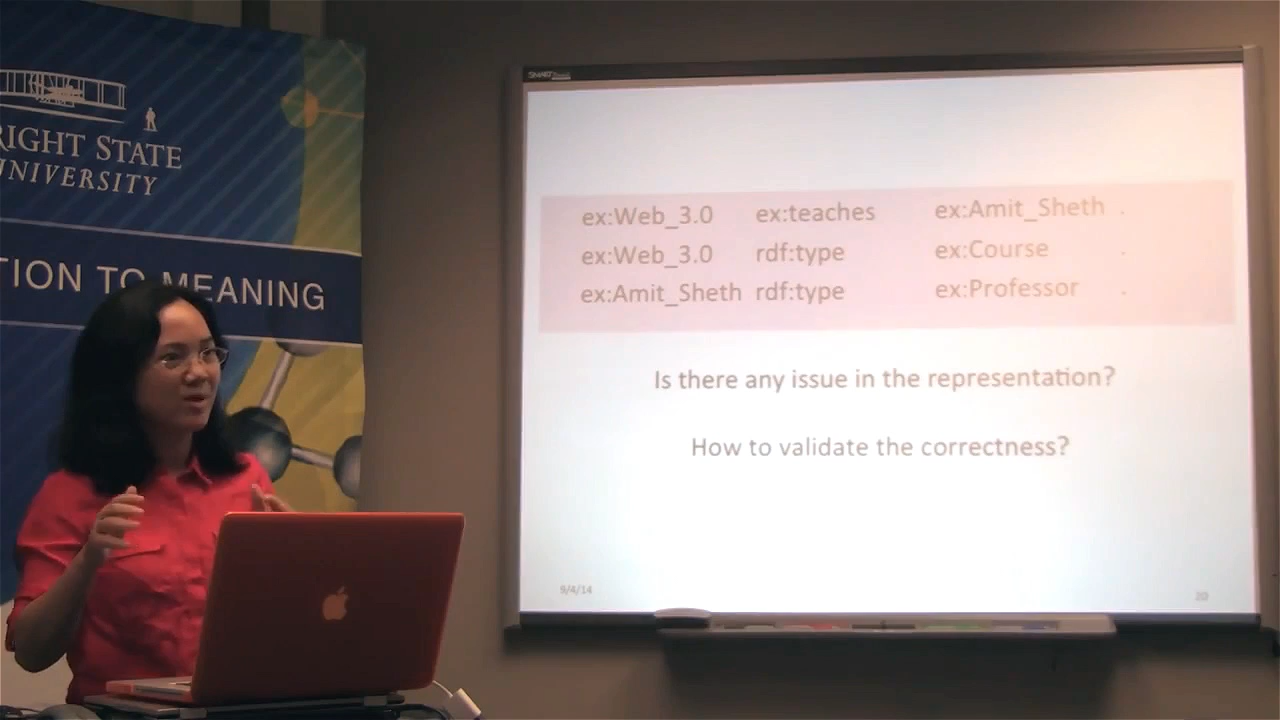 RIGHT STATE
UNIVERSITY
TION TO MEANING
SMART
ex:Web_3.0 ex:teaches ex:Amit_Sheth .
ex:Web_3.0 rdf:type ex:Course .
ex:Amit_Sheth rdf:type ex:Professor .
Is there any issue in the representation?
How to validate the correctness?
9/4/14
20